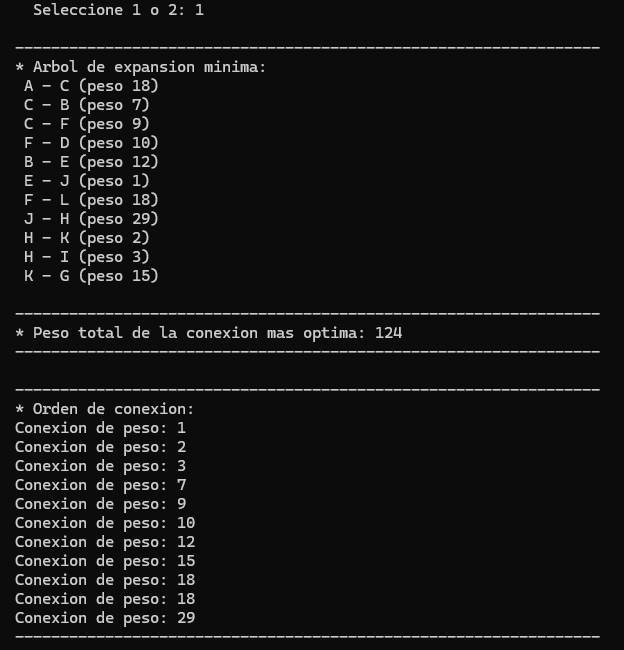 Seleccione 1 o 2: 1
-----------------------------------------------------------------
* Arbol de expansion minima:
A - C (peso 18)
C - B (peso 7)
C - F (peso 9)
F - D (peso 10)
B - E (peso 12)
E - J (peso 1)
F - L (peso 18)
J - H (peso 29)
H - K (peso 2)
H - I (peso 3)
K - G (peso 15)
-----------------------------------------------------------------
* Peso total de la conexion mas optima: 124
-----------------------------------------------------------------
-----------------------------------------------------------------
* Orden de conexion:
Conexion de peso: 1
Conexion de peso: 2
Conexion de peso: 3
Conexion de peso: 7
Conexion de peso: 9
Conexion de peso: 10
Conexion de peso: 12
Conexion de peso: 15
Conexion de peso: 18
Conexion de peso: 18
Conexion de peso: 29
-----------------------------------------------------------------